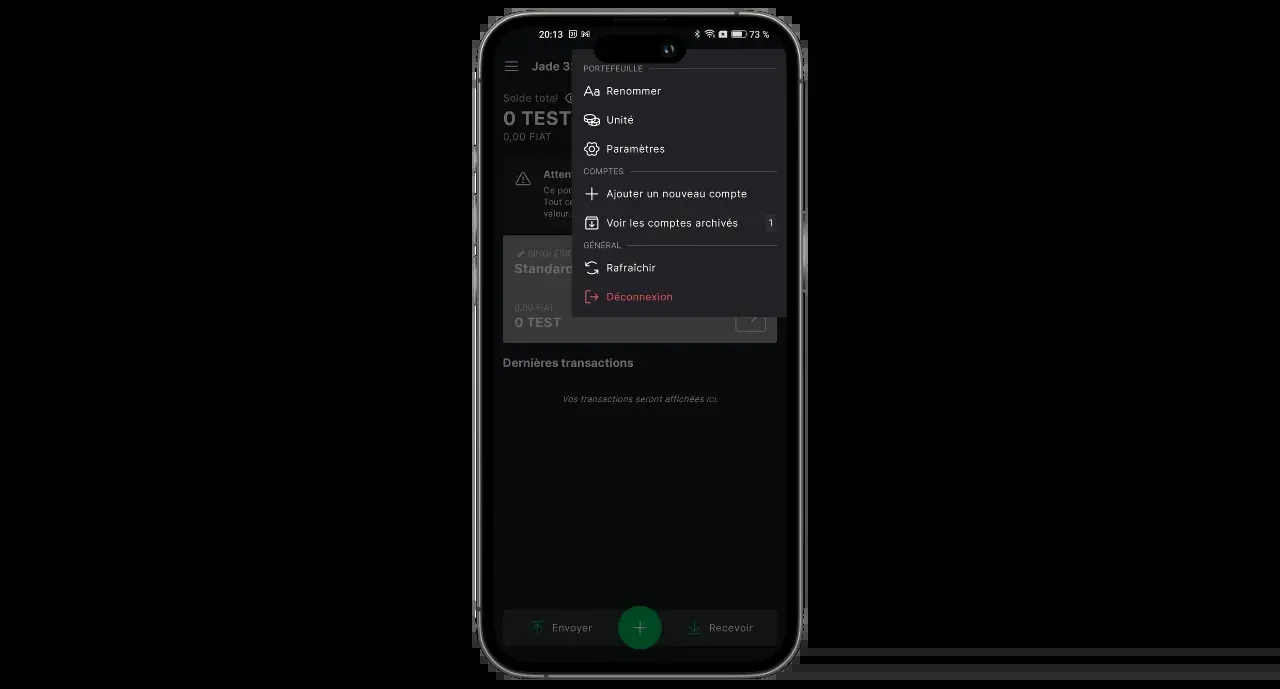 20:13
73 %
Jade 3
Solde total
0 TEST
0,00 FIAT
Atten
Ce por
Tout ce
valeur.
SINGLESIG
Standard
0,00 FIAT
0 TEST
PORTEFEUILLE
Renommer
Unité
Paramètres
COMPTES
Ajouter un nouveau compte
Voir les comptes archivés 1
GÉNÉRAL
Rafraîchir
Déconnexion
Dernières transactions
Vos transactions seront affichées ici.
Envoyer
Recevoir